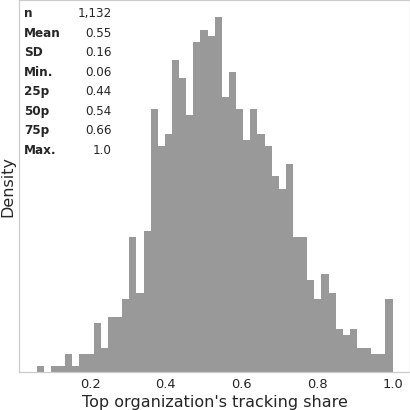 n 1,132
Mean 0.55
SD 0.16
Min. 0.06
25p 0.44
50p 0.54
75p 0.66
Max. 1.0
Density
0.2 0.4 0.6 0.8 1.0
Top organization's tracking share